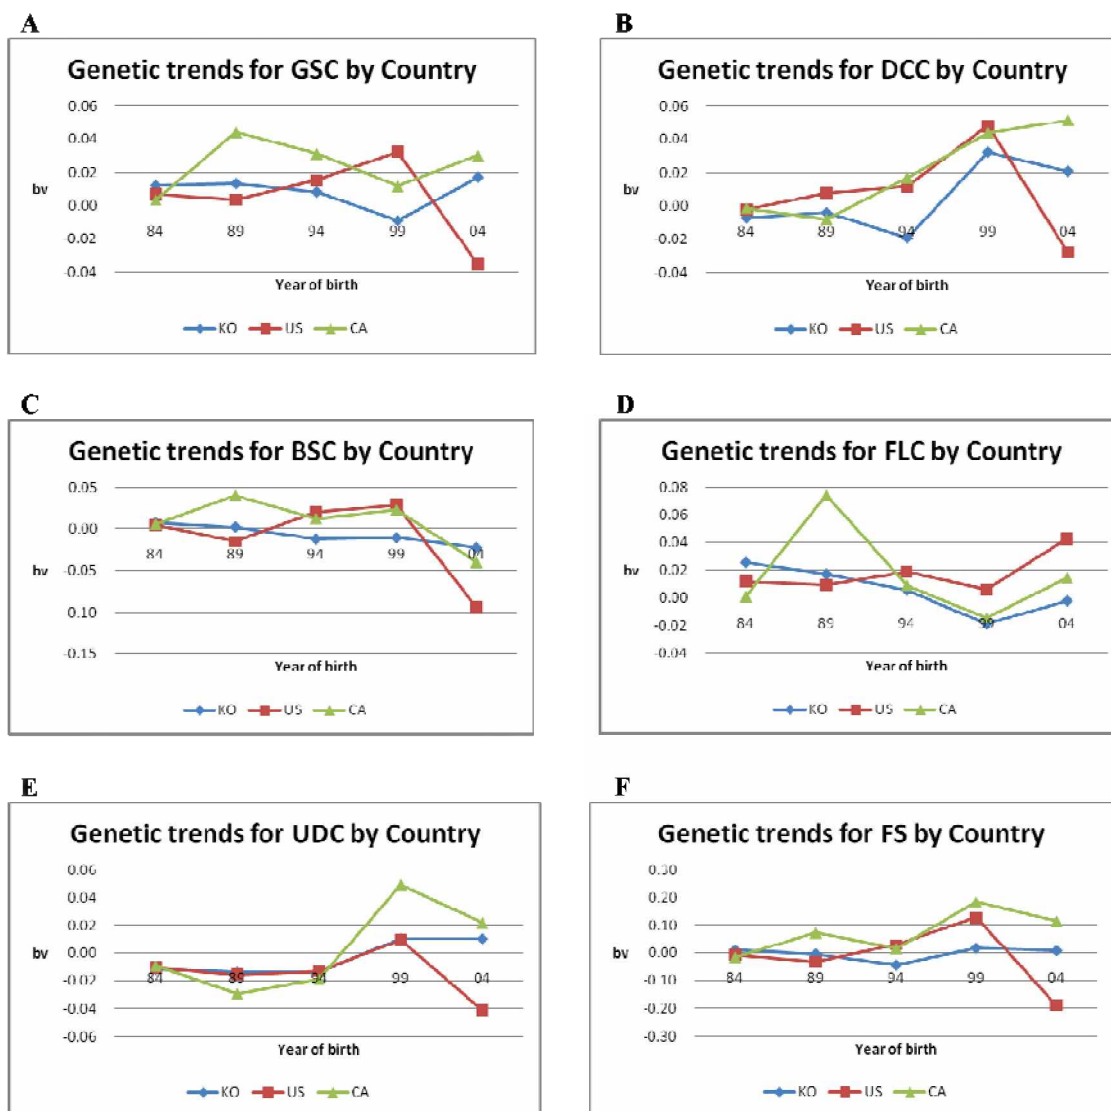 A
Genetic trends for GSC by Country
0.06
0.04
0.02
bv
0.00
84 89 94 99 04
-0.02
-0.04
Year of birth
KO US CA
B
Genetic trends for DCC by Country
0.06
0.04
0.02
bv
0.00
84 89 94 99 04
-0.02
-0.04
Year of birth
KO US CA
C
Genetic trends for BSC by Country
0.05
0.00
84 89 94 99 04
bv
-0.05
0.10
-0.15
Year of birth
KO US CA
D
Genetic trends for FLC by Country
0.08
0.06
0.04
bv
0.02
0.00
84 89 94 99 04
-0.02
-0.04
Year of birth
KO US CA
E
Genetic trends for UDC by Country
0.06
0.04
0.02
bv
0.00
84 89 94 99 04
-0.02
-0.04
-0.06
Year of birth
KO US CA
F
Genetic trends for FS by Country
0.30
0.20
0.10
bv
0.00
84 89 94 99 04
-0.10
-0.20
-0.30
Year of birth
KO US CA